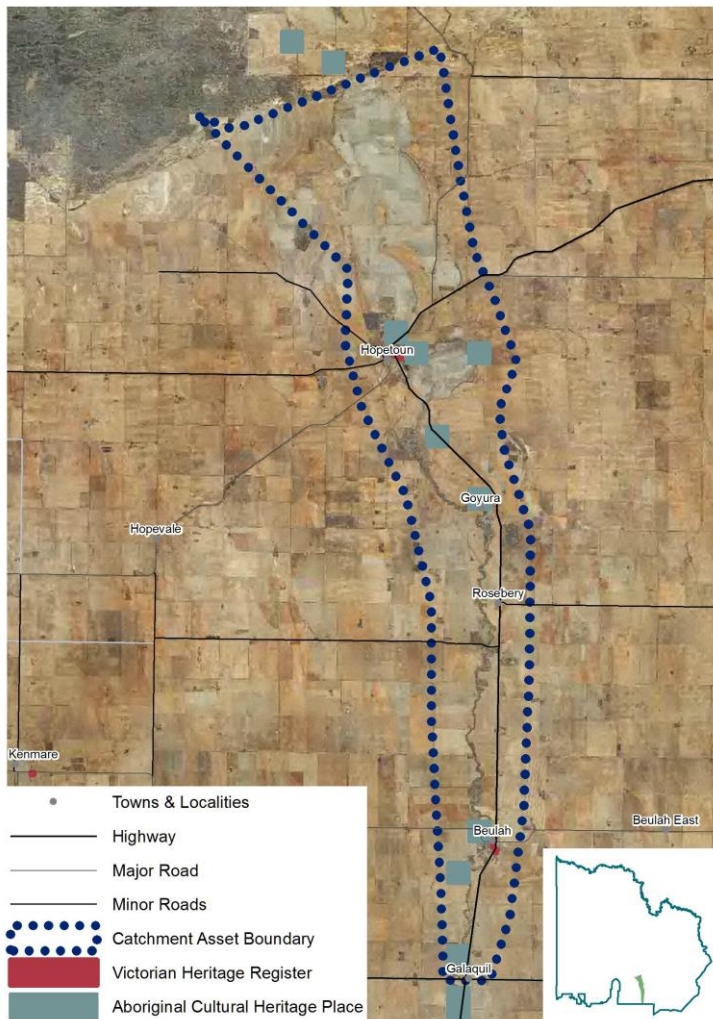 Hopetoun
Goyura
Hopevale
Rosebery
Kenmare
Beulah
Beulah East
Galaquil
Towns & Localities
Highway
Major Road
Minor Roads
Catchment Asset Boundary
Victorian Heritage Register
Aboriginal Cultural Heritage Place